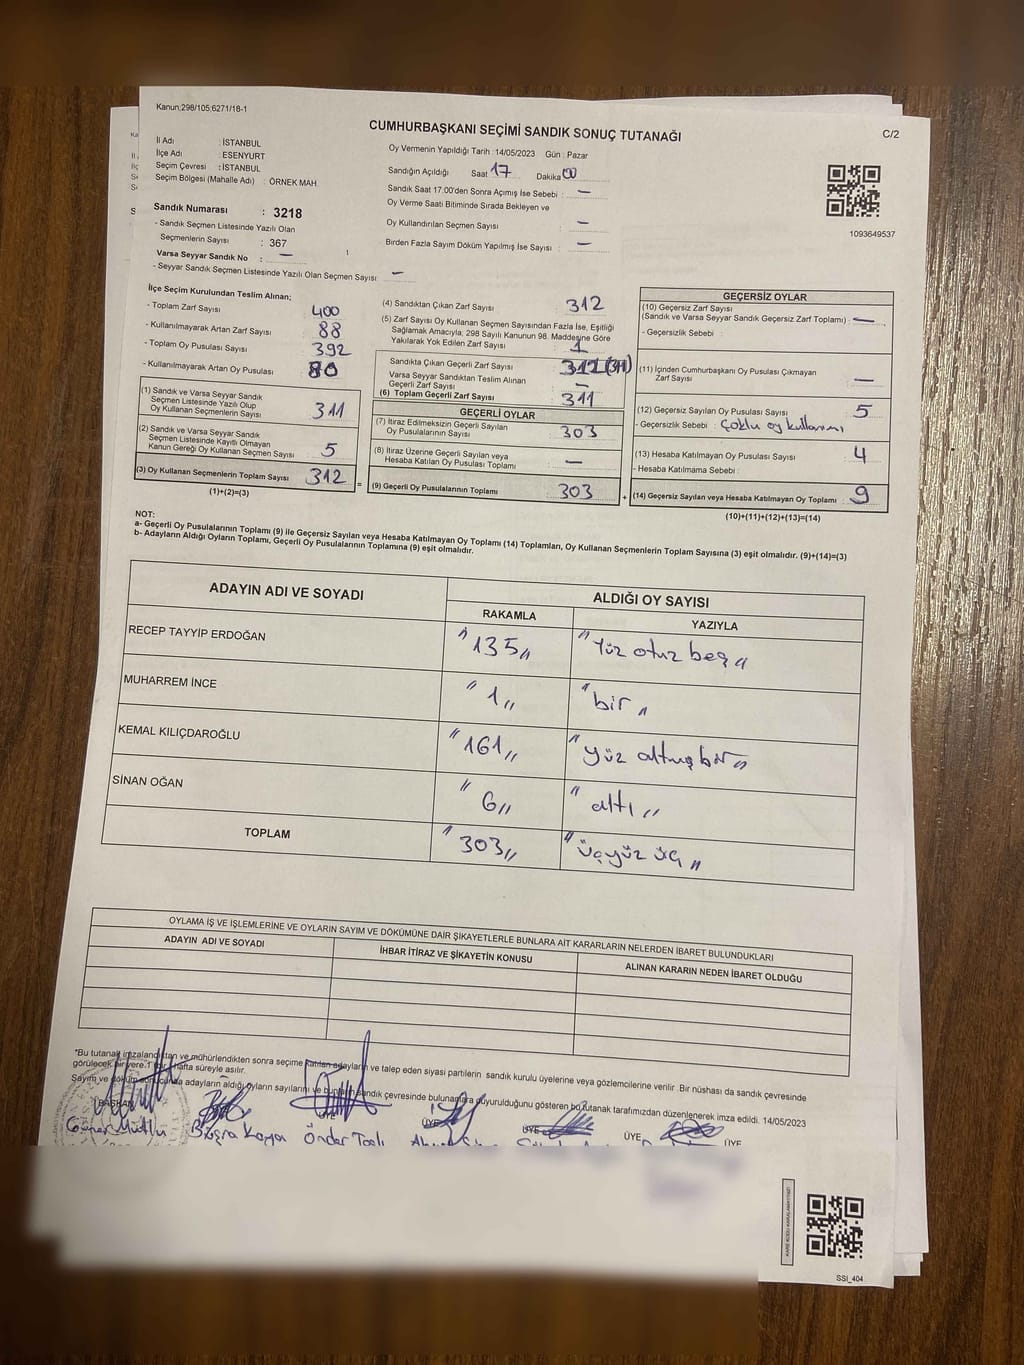 Kanun;298/105;6271/18-1
CUMHURBAŞKANI SEÇİMİ SANDIK SONUÇ TUTANAĞI
C/2
İl Adı : İSTANBUL
İlçe Adı : ESENYURT
Seçim Çevresi : İSTANBUL
Seçim Bölgesi (Mahalle Adı) : ÖRNEK MAH
Sandık Numarası : 3218
- Sandık Seçmen Listesinde Yazılı Olan
Seçmenlerin Sayısı : 367
Varsa Seyyar Sandık No : —
- Seyyar Sandık Seçmen Listesinde Yazılı Olan Seçmen Sayısı : —
Oy Vermenin Yapıldığı Tarih : 14/05/2023 Gün : Pazar
Sandığın Açıldığı Saat 17 Dakika 00
Sandık Saat 17:00'den Sonra Açımış İse Sebebi : —
Oy Verme Saati Bitiminde Sırada Bekleyen ve
Oy Kullandırılan Seçmen Sayısı : —
Birden Fazla Sayım Döküm Yapılmış İse Sayısı : —
1093649537
İlçe Seçim Kurulundan Teslim Alınan;
- Toplam Zarf Sayısı 400
- Kullanılmayarak Artan Zarf Sayısı 88
- Toplam Oy Pusulası Sayısı 392
- Kullanılmayarak Artan Oy Pusulası 80
(1) Sandık ve Varsa Seyyar Sandık
Seçmen Listesinde Yazılı Olup
Oy Kullanan Seçmenlerin Sayısı 311
(2) Sandık ve Varsa Seyyar Sandık
Seçmen Listesinde Kayıtlı Olmayan
Kanun Gereği Oy Kullanan Seçmen Sayısı 5
(3) Oy Kullanan Seçmenlerin Toplam Sayısı 312
(1)+(2)=(3)
(4) Sandıktan Çıkan Zarf Sayısı 312
(5) Zarf Sayısı Oy Kullanan Seçmen Sayısından Fazla İse, Eşitliği
Sağlamak Amacıyla; 298 Sayılı Kanunun 98. Maddesine Göre
Yakılarak Yok Edilen Zarf Sayısı : 1
Sandıkta Çıkan Geçerli Zarf Sayısı : 312 (311)
Varsa Seyyar Sandıktan Teslim Alınan
Geçerli Zarf Sayısı : —
(6) Toplam Geçerli Zarf Sayısı : 311
GEÇERLİ OYLAR
(7) İtiraz Edilmeksizin Geçerli Sayılan
Oy Pusulalarının Sayısı : 303
(8) İtiraz Üzerine Geçerli Sayılan veya
Hesaba Katılan Oy Pusulası Toplamı : —
(9) Geçerli Oy Pusulalarının Toplamı 303
GEÇERSİZ OYLAR
(10) Geçersiz Zarf Sayısı
(Sandık ve Varsa Seyyar Sandık Geçersiz Zarf Toplamı) : —
- Geçersizlik Sebebi :
(11) İçinden Cumhurbaşkanı Oy Pusulası Çıkmayan
Zarf Sayısı —
(12) Geçersiz Sayılan Oy Pusulası Sayısı : 5
- Geçersizlik Sebebi : Çoklu oy kullanımı
(13) Hesaba Katılmayan Oy Pusulası Sayısı : 4
- Hesaba Katılmama Sebebi :
(14) Geçersiz Sayılan veya Hesaba Katılmayan Oy Toplamı : 9
(10)+(11)+(12)+(13)=(14)
NOT:
a- Geçerli Oy Pusulalarının Toplamı (9) ile Geçersiz Sayılan veya Hesaba Katılmayan Oy Toplamı (14) Toplamları, Oy Kullanan Seçmenlerin Toplam Sayısına (3) eşit olmalıdır. (9)+(14)=(3)
b- Adayların Aldığı Oyların Toplamı, Geçerli Oy Pusulalarının Toplamına (9) eşit olmalıdır.
ADAYIN ADI VE SOYADI ALDIĞI OY SAYISI
RAKAMLA YAZIYLA
RECEP TAYYİP ERDOĞAN "135" "Yüz otuz beş"
MUHARREM İNCE "1" "bir"
KEMAL KILIÇDAROĞLU "161" "yüz altmış bir"
SİNAN OĞAN "6" "altı"
TOPLAM "303" "üçyüz üç"
OYLAMA İŞ VE İŞLEMLERİNE VE OYLARIN SAYIM VE DÖKÜMÜNE DAİR ŞİKAYETLERLE BUNLARA AİT KARARLARIN NELERDEN İBARET BULUNDUKLARI
ADAYIN ADI VE SOYADI İHBAR İTİRAZ VE ŞİKAYETİN KONUSU ALINAN KARARIN NEDEN İBARET OLDUĞU
*Bu tutanak imzalandıktan ve mühürlendikten sonra seçime katılan adayların ve talep eden siyasi partilerin sandık kurulu üyelerine veya gözlemcilerine verilir. Bir nüshası da sandık çevresinde
görülecek bir yere 1 hafta süreyle asılır.
Sayım ve döküm sonucunda adayların aldığı oyların sayılarını ve bunların sandık çevresinde bulunanlara duyurulduğunu gösteren bu tutanak tarafımızdan düzenlenerek imza edildi. 14/05/2023
BAŞKAN ÜYE ÜYE ÜYE ÜYE ÜYE
Mutlu Büşra Önder
SSİ_404